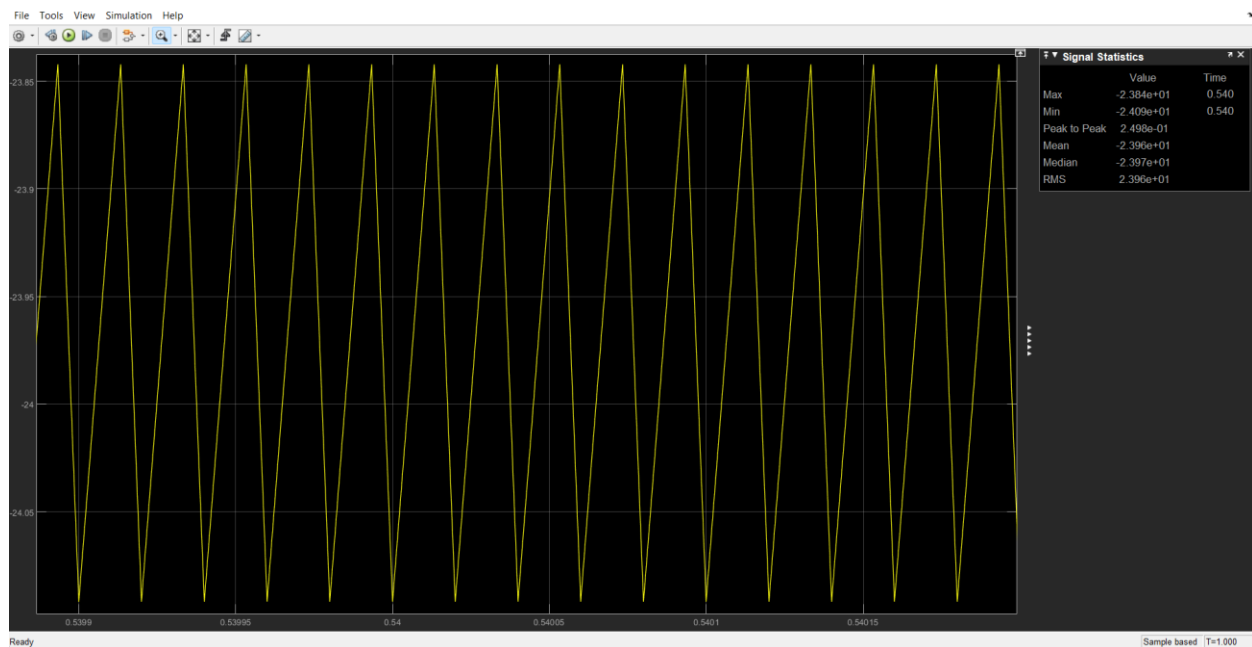 File Tools View Simulation Help
Signal Statistics
Value Time
Max -2.384e+01 0.540
Min -2.409e+01 0.540
Peak to Peak 2.498e-01
Mean -2.396e+01
Median -2.397e+01
RMS 2.396e+01
-23.85
-23.9
-23.95
-24
-24.05
0.5399 0.53995 0.54 0.54005 0.5401 0.54015
Ready Sample based T=1.000